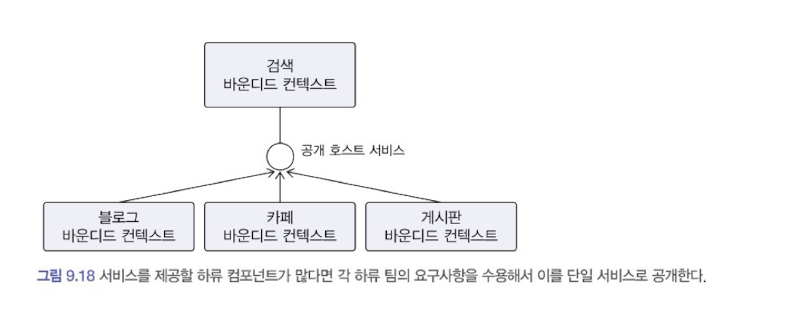 검색
바운디드 컨텍스트
공개 호스트 서비스
블로그
바운디드 컨텍스트
카페
바운디드 컨텍스트
게시판
바운디드 컨텍스트
그림 9.18 서비스를 제공할 하류 컴포넌트가 많다면 각 하류 팀의 요구사항을 수용해서 이를 단일 서비스로 공개한다.